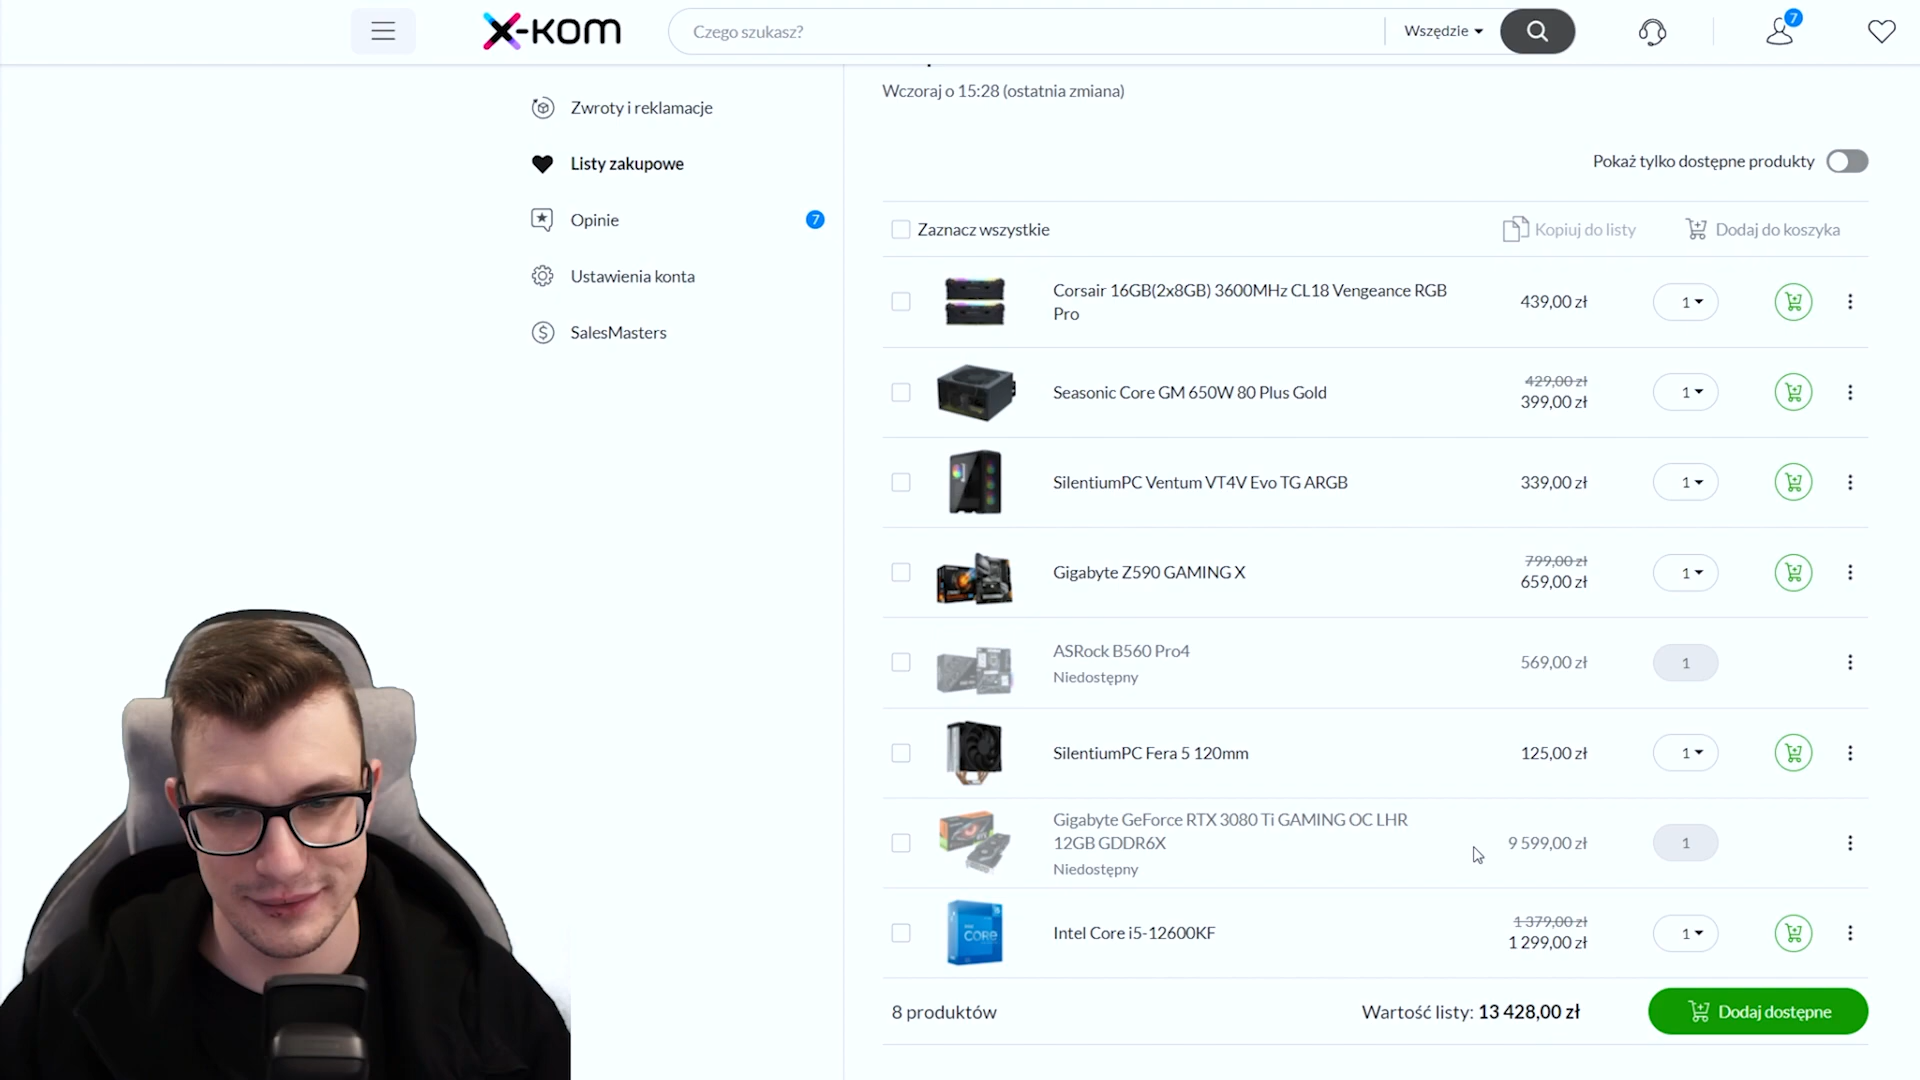 x-kom
Czego szukasz?
Wszędzie
7
Wczoraj o 15:28 (ostatnia zmiana)
Zwroty i reklamacje
Listy zakupowe
Opinie
7
Ustawienia konta
SalesMasters
Pokaż tylko dostępne produkty
Zaznacz wszystkie
Kopiuj do listy
Dodaj do koszyka
Corsair 16GB(2x8GB) 3600MHz CL18 Vengeance RGB
Pro
439,00 zł
1
Seasonic Core GM 650W 80 Plus Gold
429,00 zł
399,00 zł
1
SilentiumPC Ventum VT4V Evo TG ARGB
339,00 zł
1
Gigabyte Z590 GAMING X
799,00 zł
659,00 zł
1
ASRock B560 Pro4
Niedostępny
569,00 zł
1
SilentiumPC Fera 5 120mm
125,00 zł
1
Gigabyte GeForce RTX 3080 Ti GAMING OC LHR
12GB GDDR6X
Niedostępny
9 599,00 zł
1
CORE
i5
Intel Core i5-12600KF
1 379,00 zł
1 299,00 zł
1
8 produktów
Wartość listy: 13 428,00 zł
Dodaj dostępne